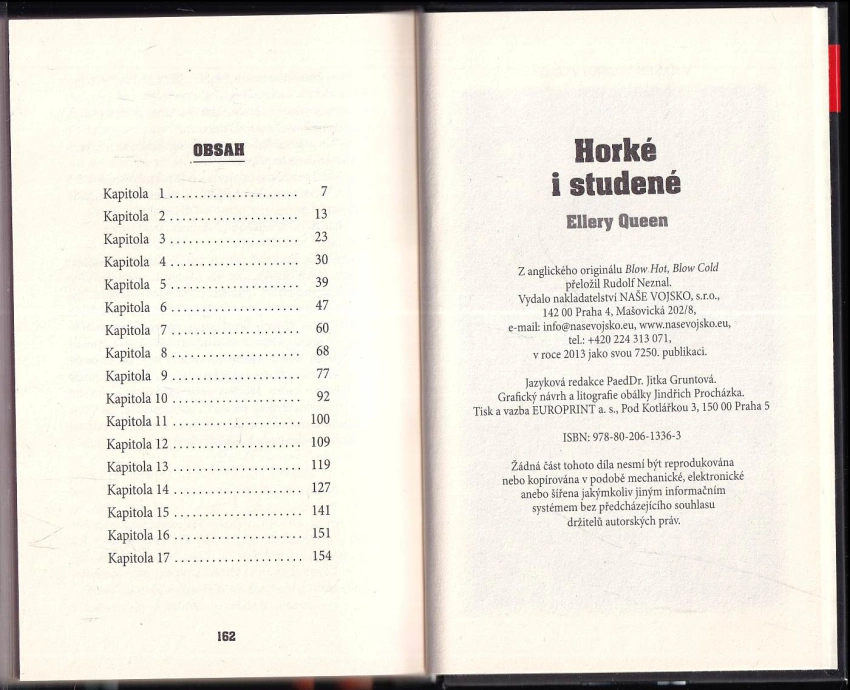 OBSAH
Kapitola 1 ...................... 7
Kapitola 2 ...................... 13
Kapitola 3 ...................... 23
Kapitola 4 ...................... 30
Kapitola 5 ...................... 39
Kapitola 6 ...................... 47
Kapitola 7 ...................... 60
Kapitola 8 ...................... 68
Kapitola 9 ...................... 77
Kapitola 10 ...................... 92
Kapitola 11 ...................... 100
Kapitola 12 ...................... 109
Kapitola 13 ...................... 119
Kapitola 14 ...................... 127
Kapitola 15 ...................... 141
Kapitola 16 ...................... 151
Kapitola 17 ...................... 154
162
Horké
i studené
Ellery Queen
Z anglického originálu Blow Hot, Blow Cold
přeložil Rudolf Neznal.
Vydalo nakladatelství NAŠE VOJSKO, s.r.o.,
142 00 Praha 4, Mašovická 202/8,
e-mail: info@nasevojsko.eu, www.nasevojsko.eu,
tel.: +420 224 313 071,
v roce 2013 jako svou 7250. publikaci.
Jazyková redakce PaedDr. Jitka Gruntová.
Grafický návrh a litografie obálky Jindřich Procházka.
Tisk a vazba EUROPRINT a. s., Pod Kotlářkou 3, 150 00 Praha 5
ISBN: 978-80-206-1336-3
Žádná část tohoto díla nesmí být reprodukována
nebo kopírována v podobě mechanické, elektronické
anebo šířena jakýmkoliv jiným informačním
systémem bez předcházejícího souhlasu
držitelů autorských práv.